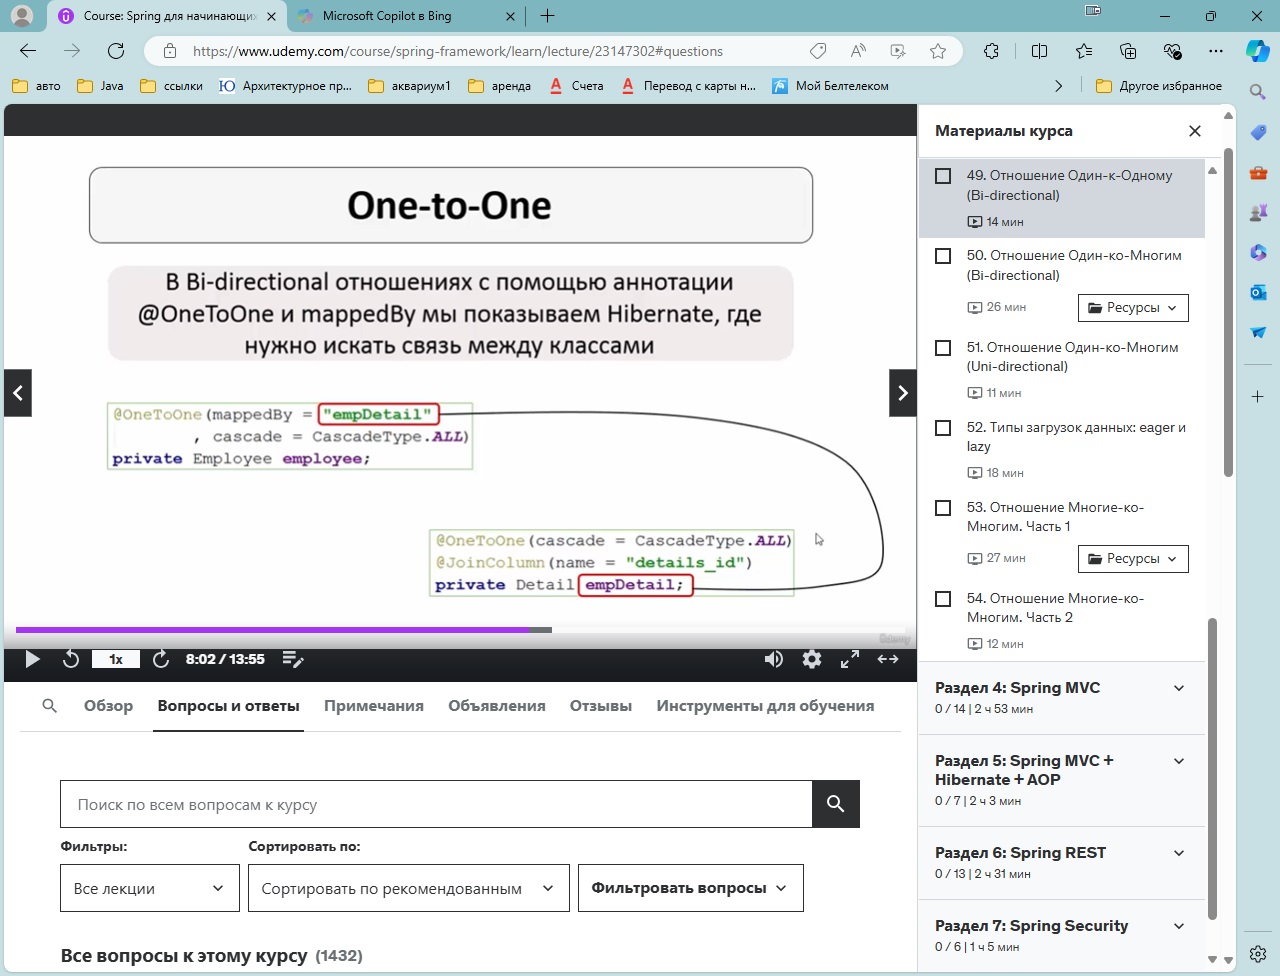 Course: Spring для начинающих
Microsoft Copilot в Bing
https://www.udemy.com/course/spring-framework/learn/lecture/23147302#questions
авто
Java
ссылки
Ю Архитектурное пр...
аквариум1
аренда
A Счета
A Перевод с карты н...
Мой Белтелеком
Другое избранное
One-to-One
В Bi-directional отношениях с помощью аннотации
@OneToOne и mappedBy мы показываем Hibernate, где
нужно искать связь между классами
@OneToOne(mappedBy = "empDetail"
, cascade = CascadeType.ALL)
private Employee employee;
@OneToOne(cascade = CascadeType.ALL)
@JoinColumn(name = "details_id")
private Detail empDetail;
Udemy
1x
8:02 / 13:55
Обзор
Вопросы и ответы
Примечания
Объявления
Отзывы
Инструменты для обучения
Поиск по всем вопросам к курсу
Фильтры:
Сортировать по:
Все лекции
Сортировать по рекомендованным
Фильтровать вопросы
Все вопросы к этому курсу (1432)
Материалы курса
49. Отношение Один-к-Одному
(Bi-directional)
14 мин
50. Отношение Один-ко-Многим
(Bi-directional)
26 мин
Ресурсы
51. Отношение Один-ко-Многим
(Uni-directional)
11 мин
52. Типы загрузок данных: eager и
lazy
18 мин
53. Отношение Многие-ко-
Многим. Часть 1
27 мин
Ресурсы
54. Отношение Многие-ко-
Многим. Часть 2
12 мин
Раздел 4: Spring MVC
0 / 14 | 2 ч 53 мин
Раздел 5: Spring MVC +
Hibernate + AOP
0 / 7 | 2 ч 3 мин
Раздел 6: Spring REST
0 / 13 | 2 ч 31 мин
Раздел 7: Spring Security
0 / 6 | 1 ч 5 мин